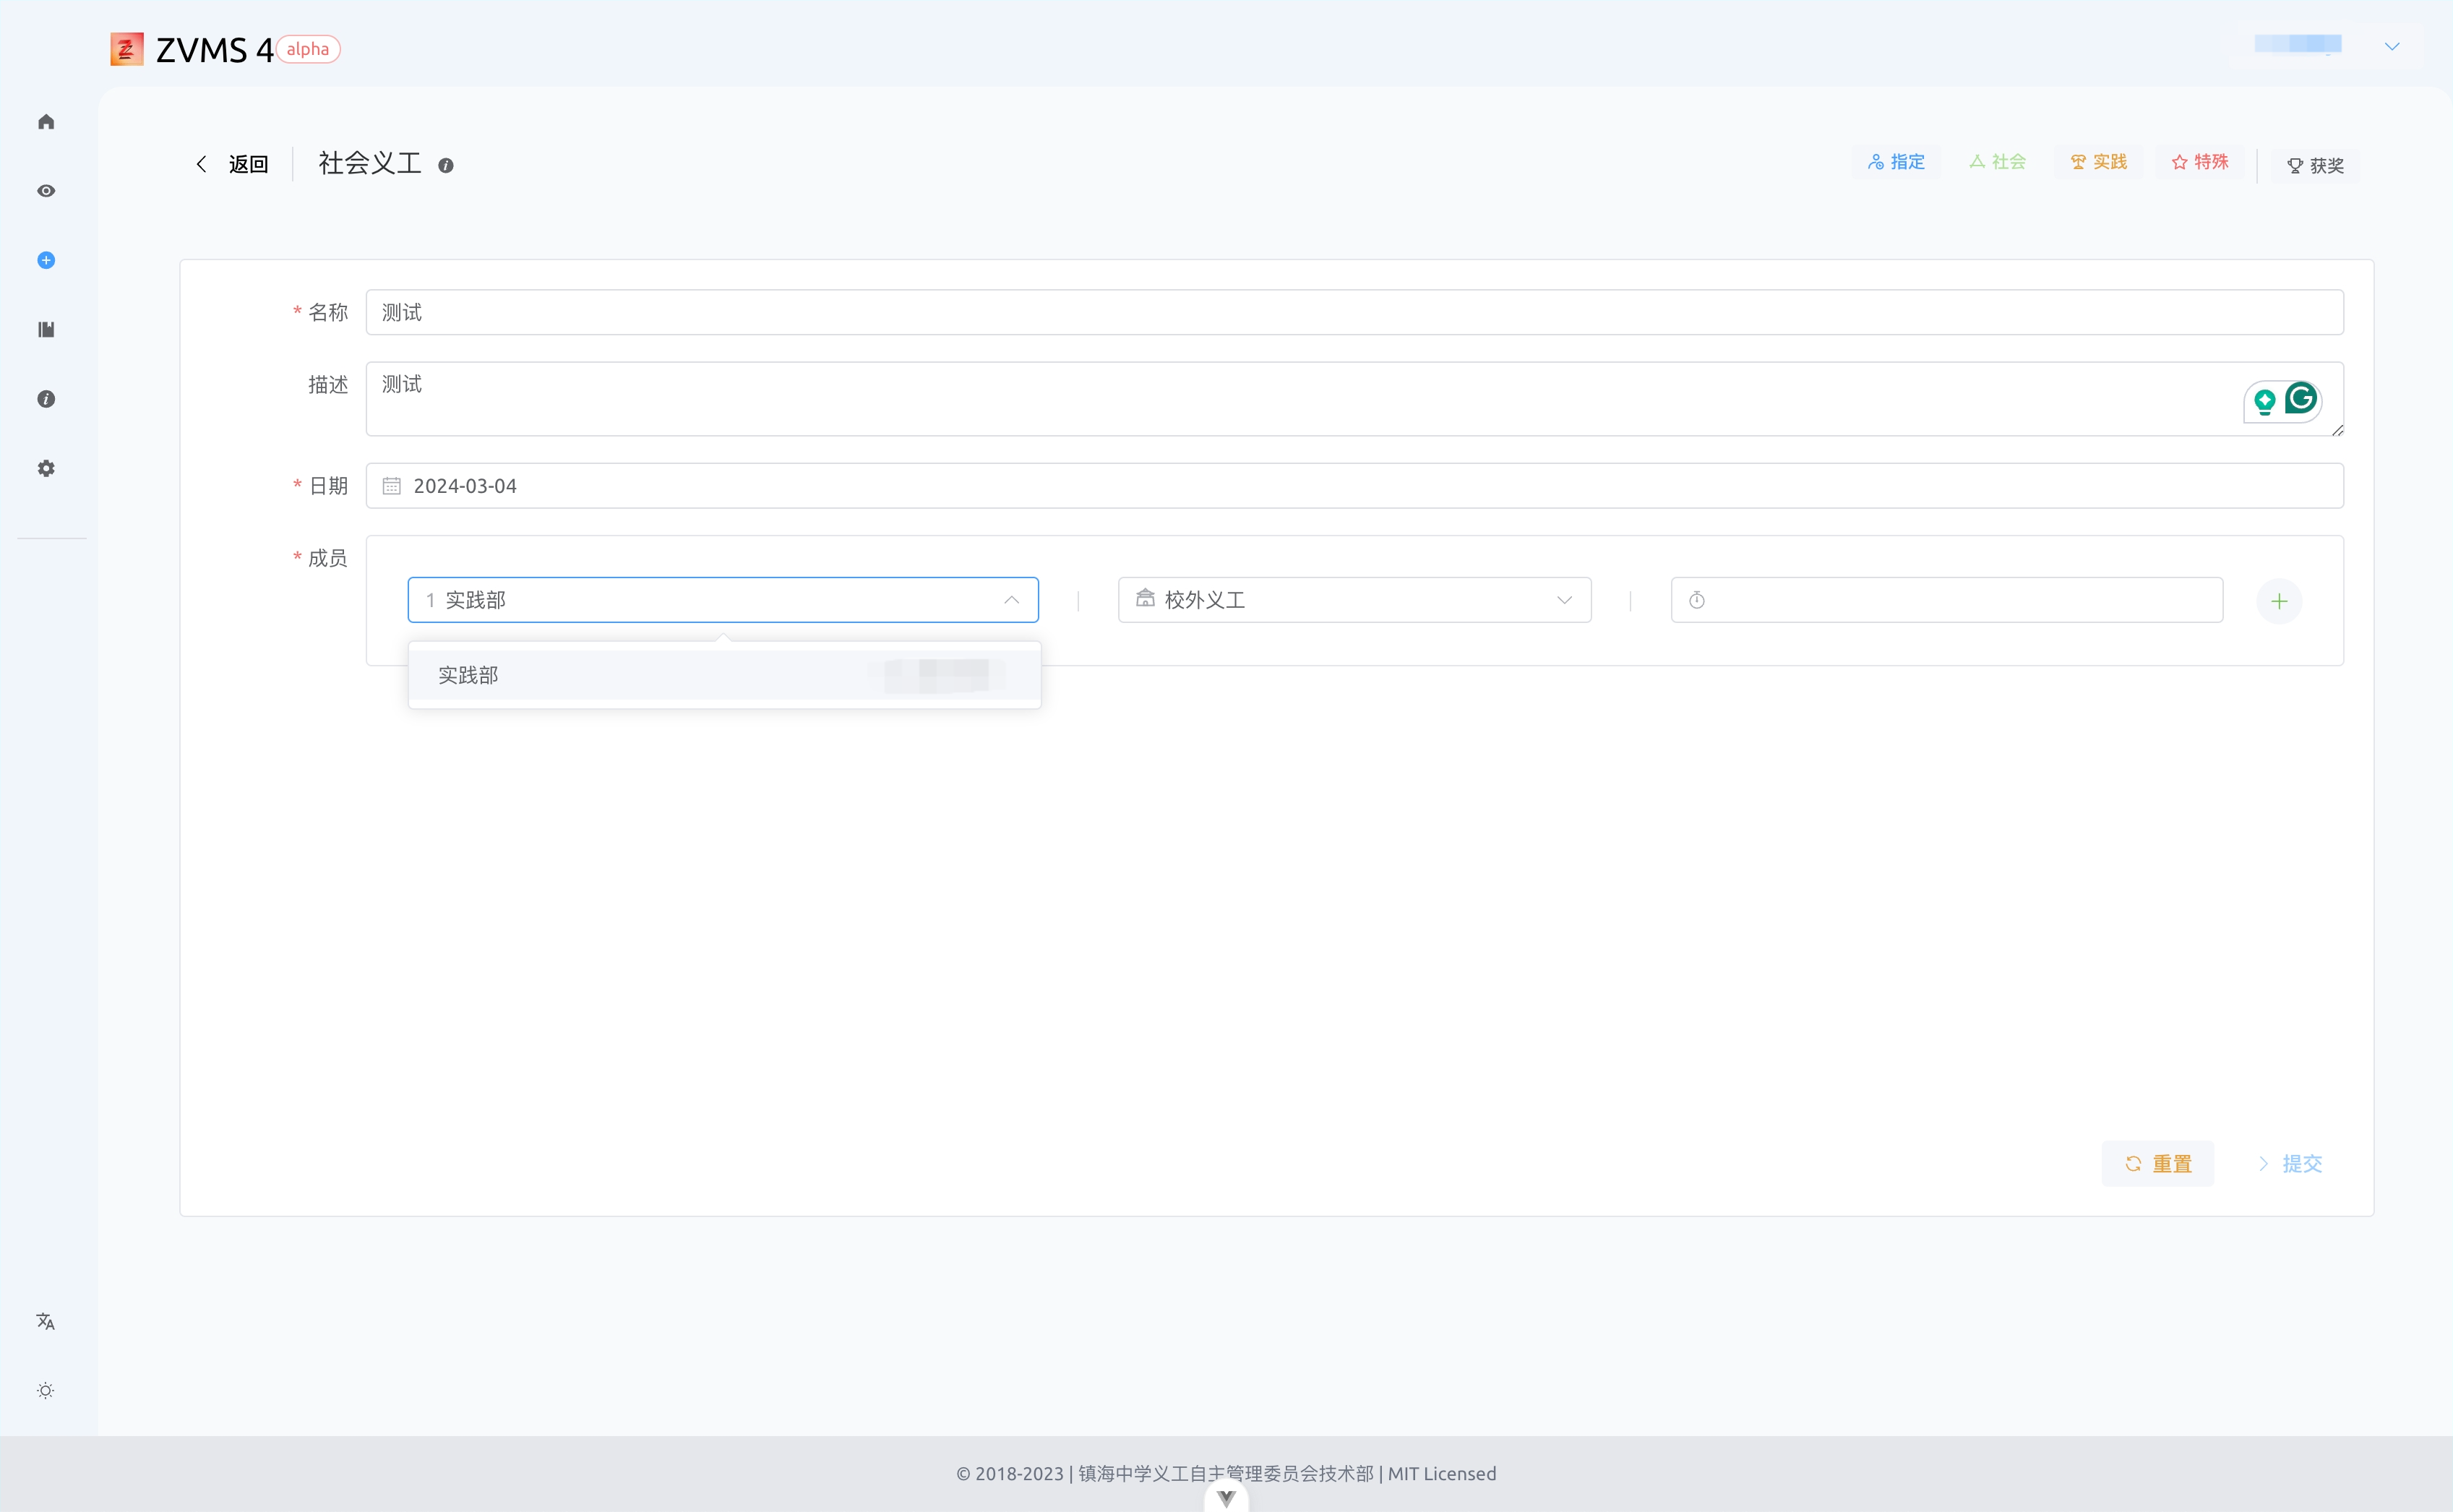 ZVMS 4 alpha
返回 社会义工
指定 社会 实践 特殊 获奖
* 名称 测试
描述 测试
* 日期 2024-03-04
* 成员
1 实践部 校外义工
实践部
重置 提交
© 2018-2023 | 镇海中学义工自主管理委员会技术部 | MIT Licensed